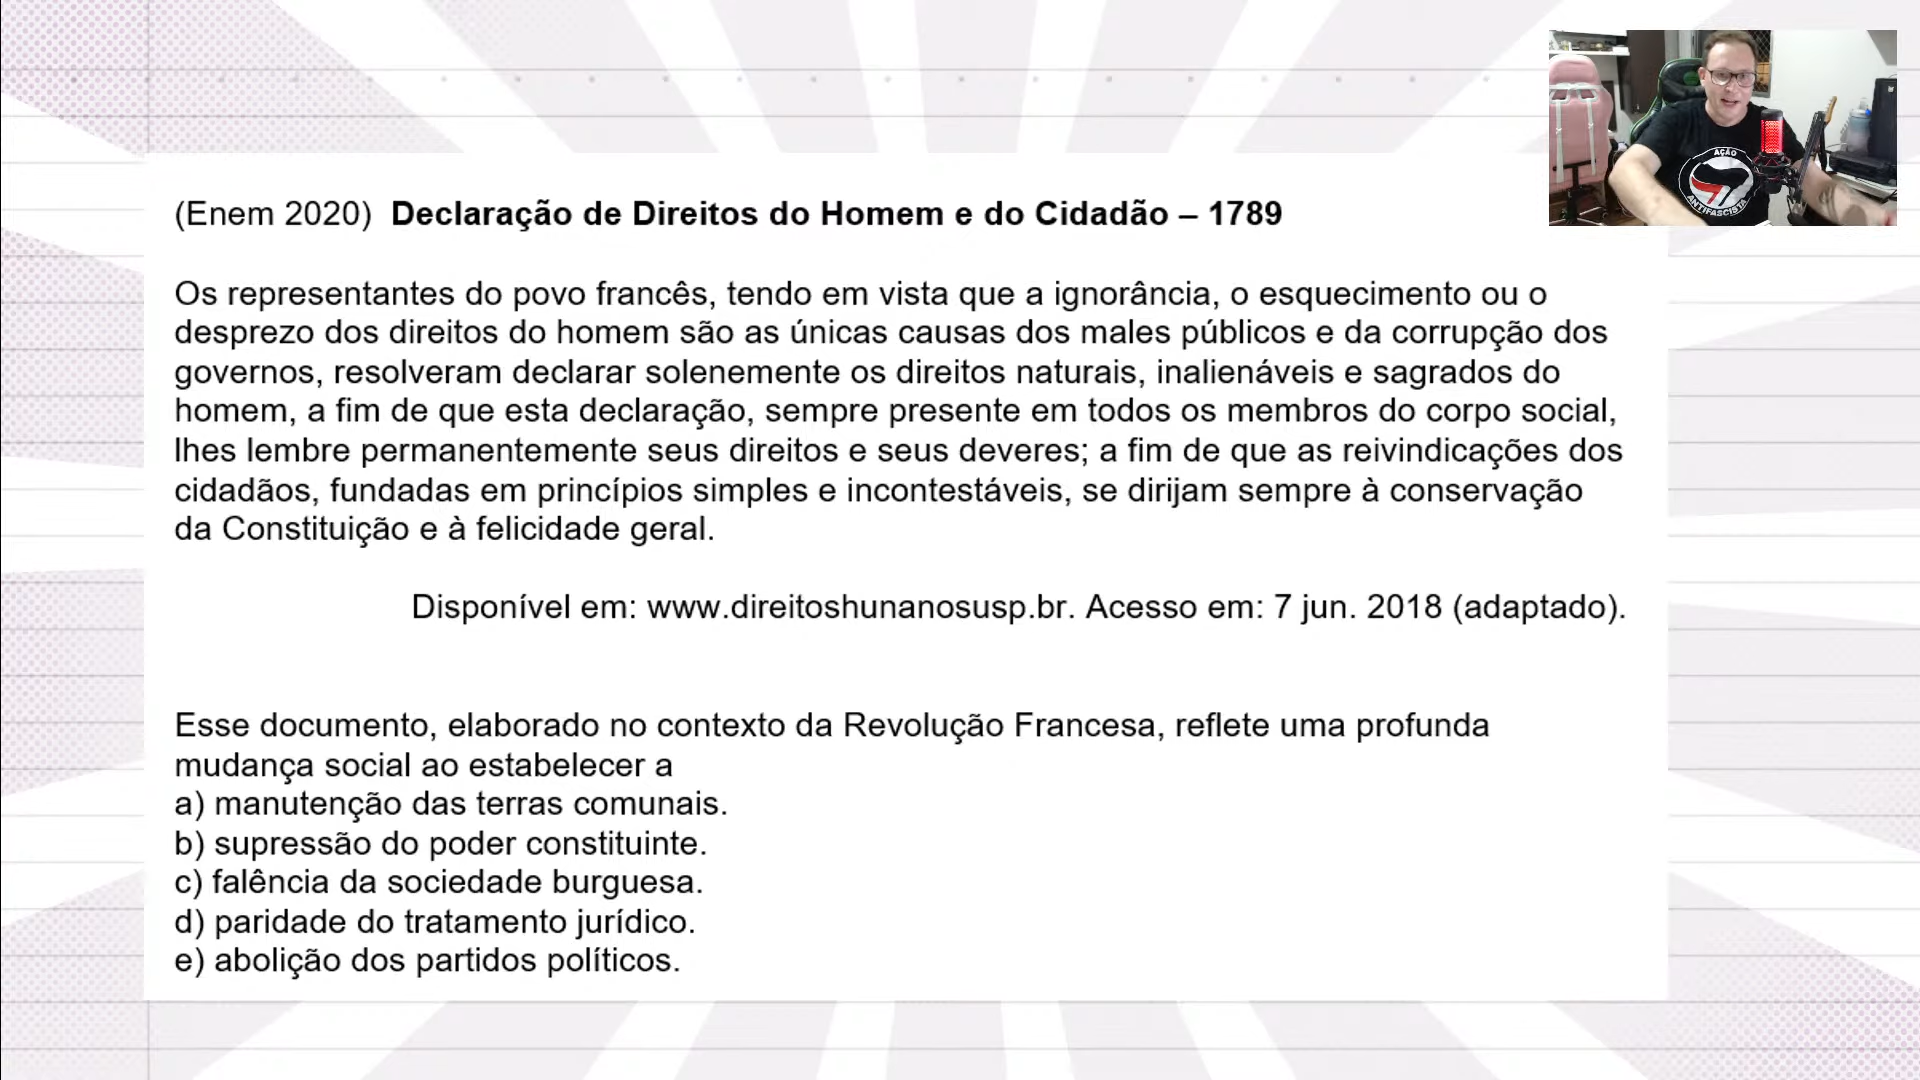 (Enem 2020) Declaração de Direitos do Homem e do Cidadão – 1789
Os representantes do povo francês, tendo em vista que a ignorância, o esquecimento ou o
desprezo dos direitos do homem são as únicas causas dos males públicos e da corrupção dos
governos, resolveram declarar solenemente os direitos naturais, inalienáveis e sagrados do
homem, a fim de que esta declaração, sempre presente em todos os membros do corpo social,
lhes lembre permanentemente seus direitos e seus deveres; a fim de que as reivindicações dos
cidadãos, fundadas em princípios simples e incontestáveis, se dirijam sempre à conservação
da Constituição e à felicidade geral.
Disponível em: www.direitoshunanosusp.br. Acesso em: 7 jun. 2018 (adaptado).
Esse documento, elaborado no contexto da Revolução Francesa, reflete uma profunda
mudança social ao estabelecer a
a) manutenção das terras comunais.
b) supressão do poder constituinte.
c) falência da sociedade burguesa.
d) paridade do tratamento jurídico.
e) abolição dos partidos políticos.
AÇÃO
ANTIFASCISTA